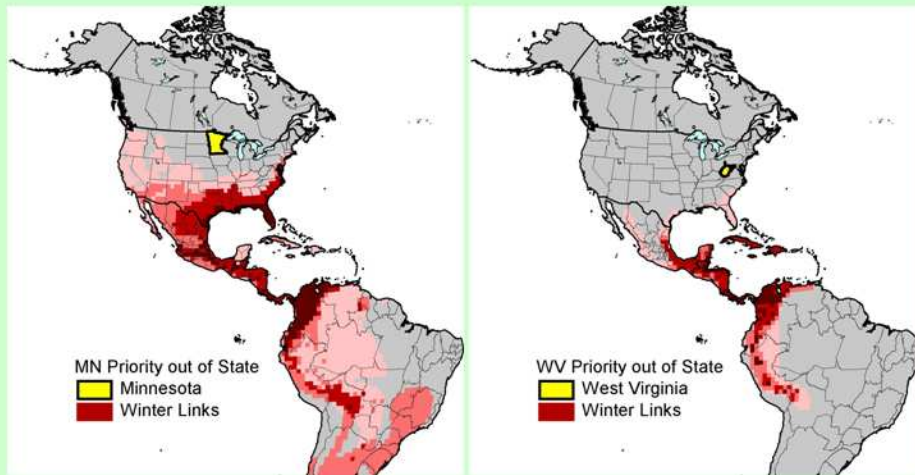 MN Priority out of State
Minnesota
Winter Links
WV Priority out of State
West Virginia
Winter Links